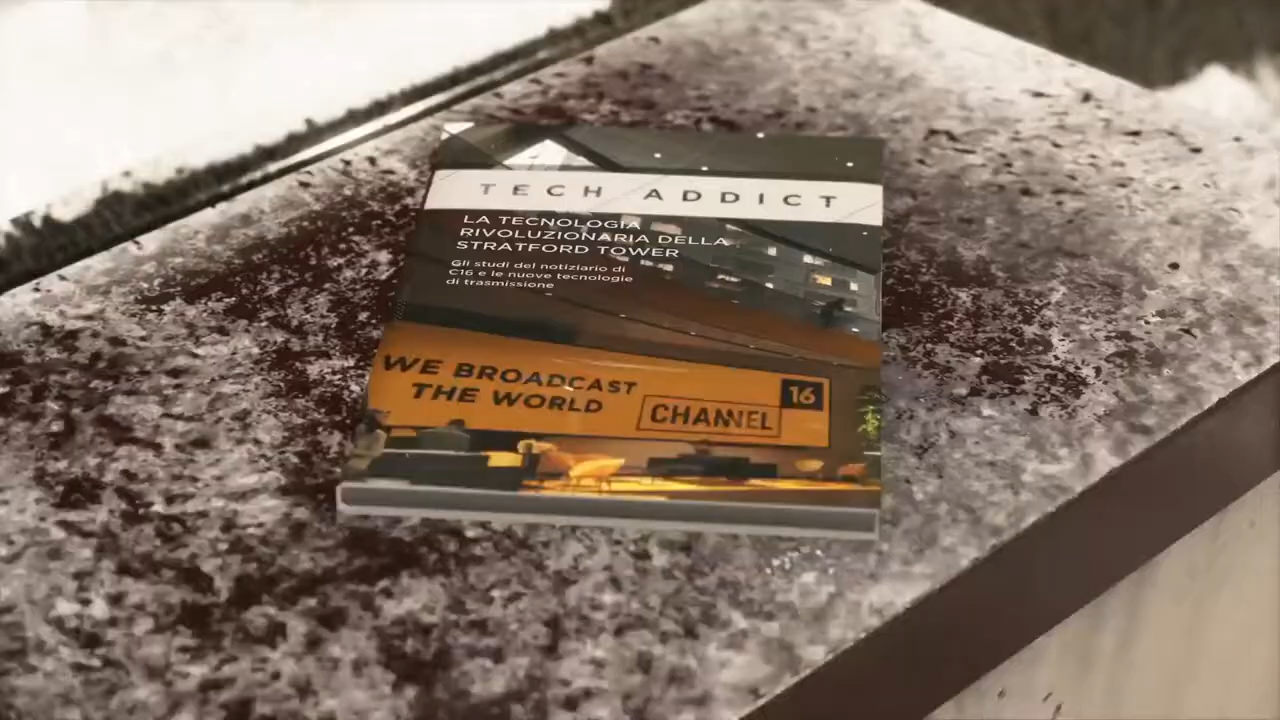 TECH ADDICT
LA TECNOLOGIA
RIVOLUZIONARIA DELLA
STRATFORD TOWER
Gli studi del notiziario di
C16 e le nuove tecnologie
di trasmissione
WE BROADCAST
THE WORLD
CHANNEL
16